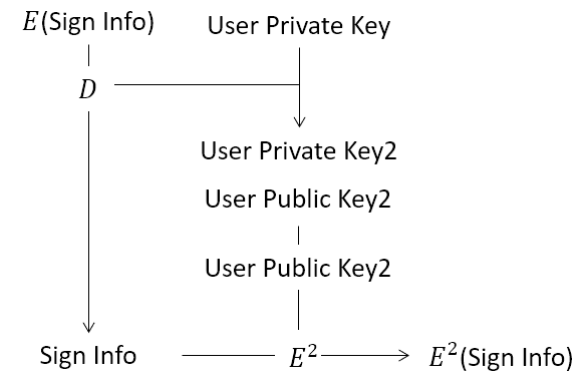 E(Sign Info) User Private Key
D
User Private Key2
User Public Key2
User Public Key2
Sign Info E² E²(Sign Info)